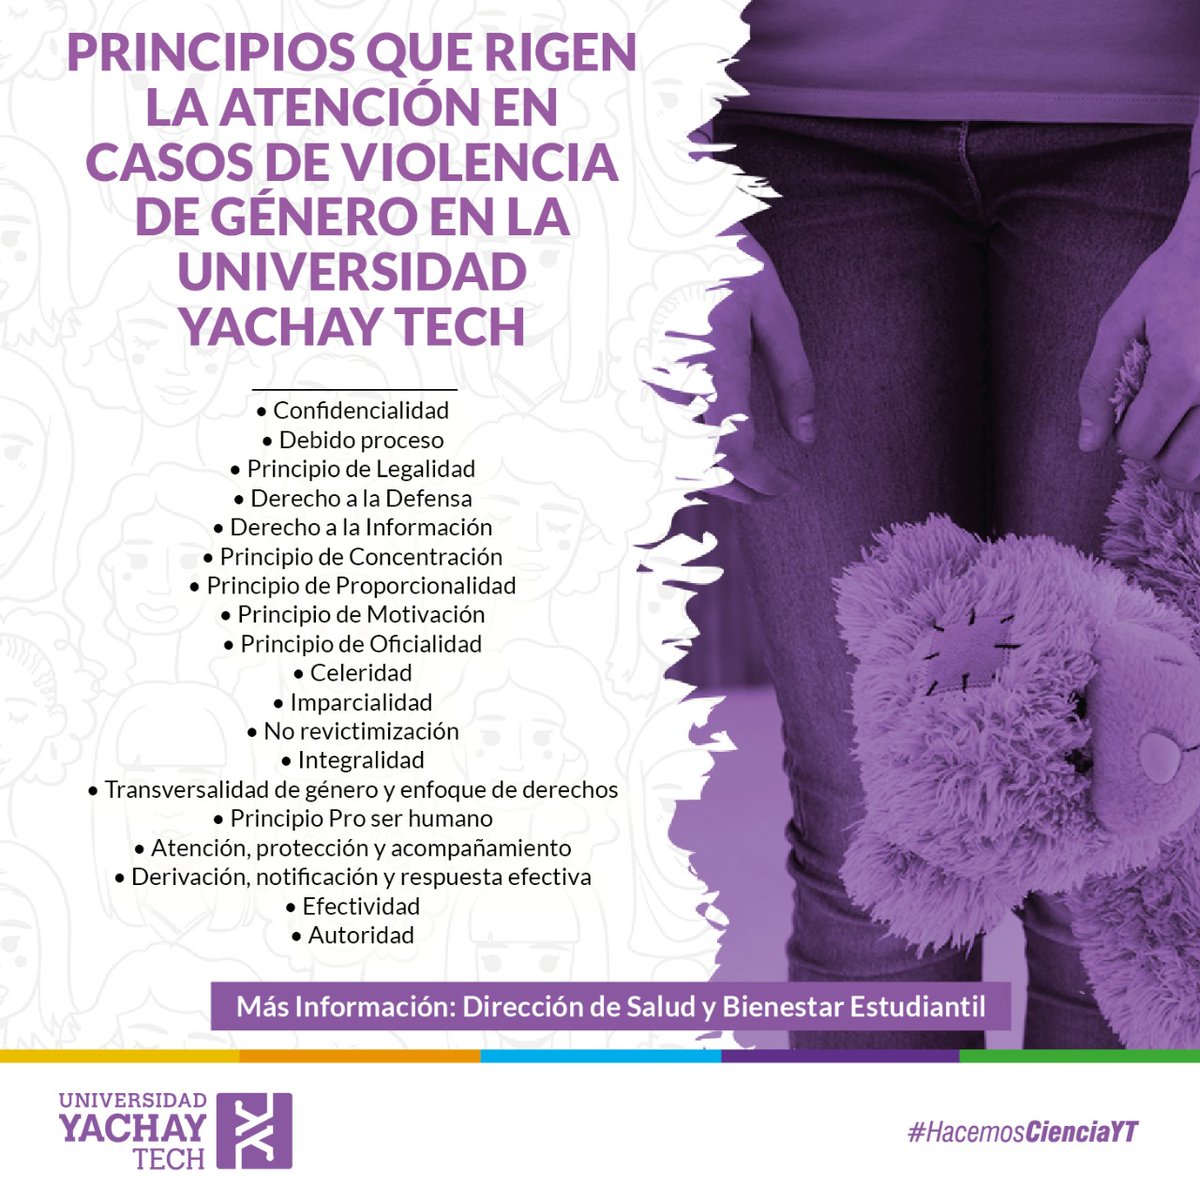 PRINCIPIOS QUE RIGEN
LA ATENCIÓN EN
CASOS DE VIOLENCIA
DE GÉNERO EN LA
UNIVERSIDAD
YACHAY TECH
• Confidencialidad
• Debido proceso
• Principio de Legalidad
• Derecho a la Defensa
• Derecho a la Información
• Principio de Concentración
• Principio de Proporcionalidad
• Principio de Motivación
• Principio de Oficialidad
• Celeridad
• Imparcialidad
• No revictimización
• Integralidad
• Transversalidad de género y enfoque de derechos
• Principio Pro ser humano
• Atención, protección y acompañamiento
• Derivación, notificación y respuesta efectiva
• Efectividad
• Autoridad
Más Información: Dirección de Salud y Bienestar Estudiantil
UNIVERSIDAD
YACHAY
TECH
#HacemosCienciaYT